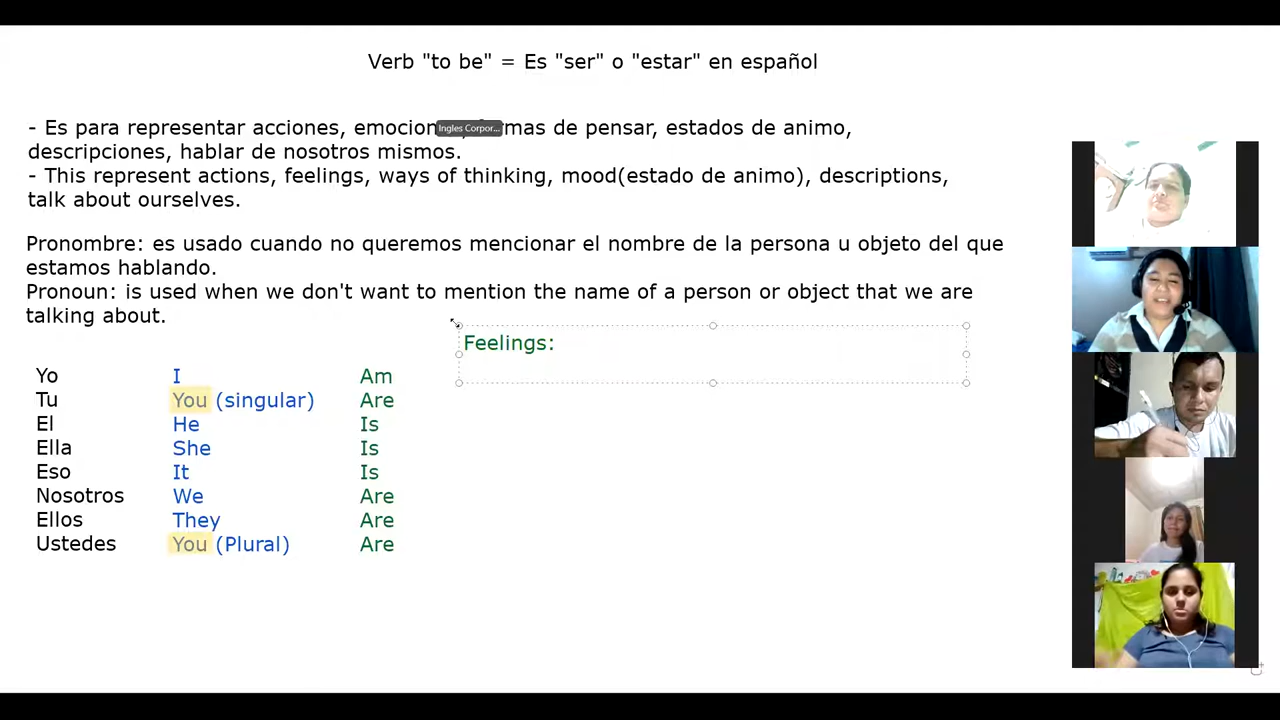 Verb "to be" = Es "ser" o "estar" en español
- Es para representar acciones, emocion mas de pensar, estados de animo,
Ingles Corpor...
descripciones, hablar de nosotros mismos.
- This represent actions, feelings, ways of thinking, mood(estado de animo), descriptions,
talk about ourselves.
Pronombre: es usado cuando no queremos mencionar el nombre de la persona u objeto del que
estamos hablando.
Pronoun: is used when we don't want to mention the name of a person or object that we are
talking about.
Feelings:
Yo I Am
Tu You (singular) Are
El He Is
Ella She Is
Eso It Is
Nosotros We Are
Ellos They Are
Ustedes You (Plural) Are